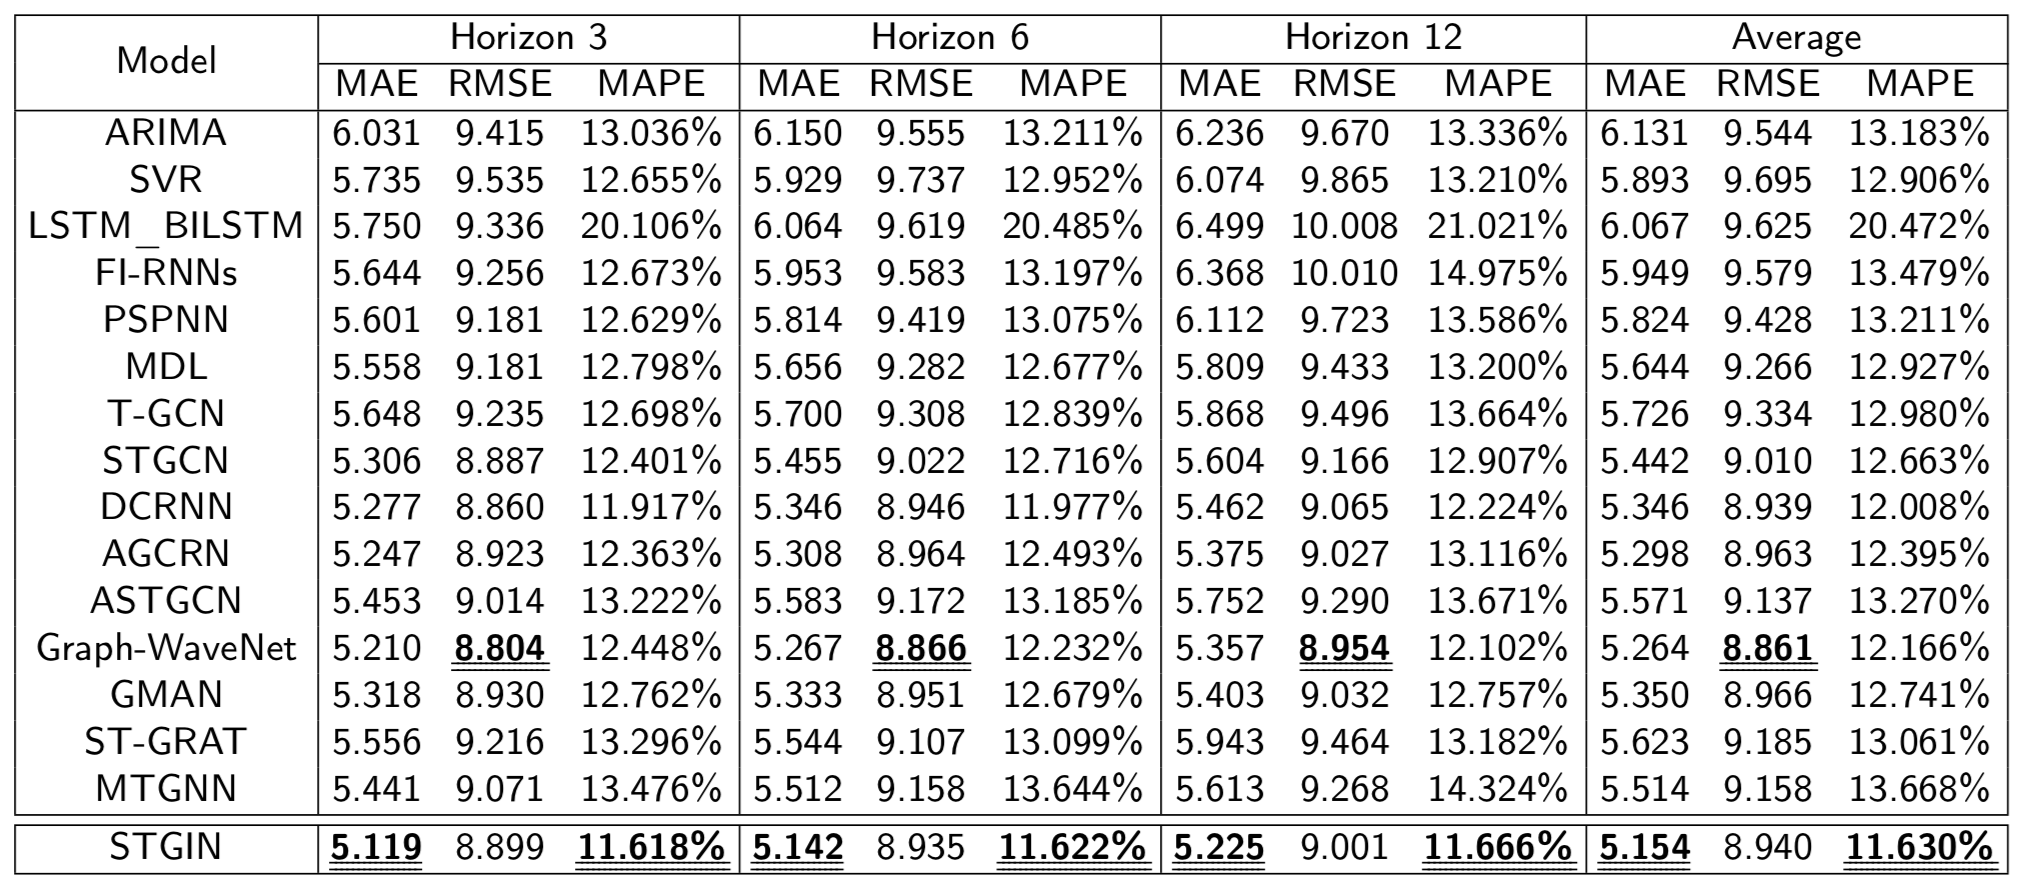 Model Horizon 3 Horizon 6 Horizon 12 Average
MAE RMSE MAPE MAE RMSE MAPE MAE RMSE MAPE MAE RMSE MAPE
ARIMA 6.031 9.415 13.036% 6.150 9.555 13.211% 6.236 9.670 13.336% 6.131 9.544 13.183%
SVR 5.735 9.535 12.655% 5.929 9.737 12.952% 6.074 9.865 13.210% 5.893 9.695 12.906%
LSTM_BILSTM 5.750 9.336 20.106% 6.064 9.619 20.485% 6.499 10.008 21.021% 6.067 9.625 20.472%
FI-RNNs 5.644 9.256 12.673% 5.953 9.583 13.197% 6.368 10.010 14.975% 5.949 9.579 13.479%
PSPNN 5.601 9.181 12.629% 5.814 9.419 13.075% 6.112 9.723 13.586% 5.824 9.428 13.211%
MDL 5.558 9.181 12.798% 5.656 9.282 12.677% 5.809 9.433 13.200% 5.644 9.266 12.927%
T-GCN 5.648 9.235 12.698% 5.700 9.308 12.839% 5.868 9.496 13.664% 5.726 9.334 12.980%
STGCN 5.306 8.887 12.401% 5.455 9.022 12.716% 5.604 9.166 12.907% 5.442 9.010 12.663%
DCRNN 5.277 8.860 11.917% 5.346 8.946 11.977% 5.462 9.065 12.224% 5.346 8.939 12.008%
AGCRN 5.247 8.923 12.363% 5.308 8.964 12.493% 5.375 9.027 13.116% 5.298 8.963 12.395%
ASTGCN 5.453 9.014 13.222% 5.583 9.172 13.185% 5.752 9.290 13.671% 5.571 9.137 13.270%
Graph-WaveNet 5.210 8.804 12.448% 5.267 8.866 12.232% 5.357 8.954 12.102% 5.264 8.861 12.166%
GMAN 5.318 8.930 12.762% 5.333 8.951 12.679% 5.403 9.032 12.757% 5.350 8.966 12.741%
ST-GRAT 5.556 9.216 13.296% 5.544 9.107 13.099% 5.943 9.464 13.182% 5.623 9.185 13.061%
MTGNN 5.441 9.071 13.476% 5.512 9.158 13.644% 5.613 9.268 14.324% 5.514 9.158 13.668%
STGIN 5.119 8.899 11.618% 5.142 8.935 11.622% 5.225 9.001 11.666% 5.154 8.940 11.630%